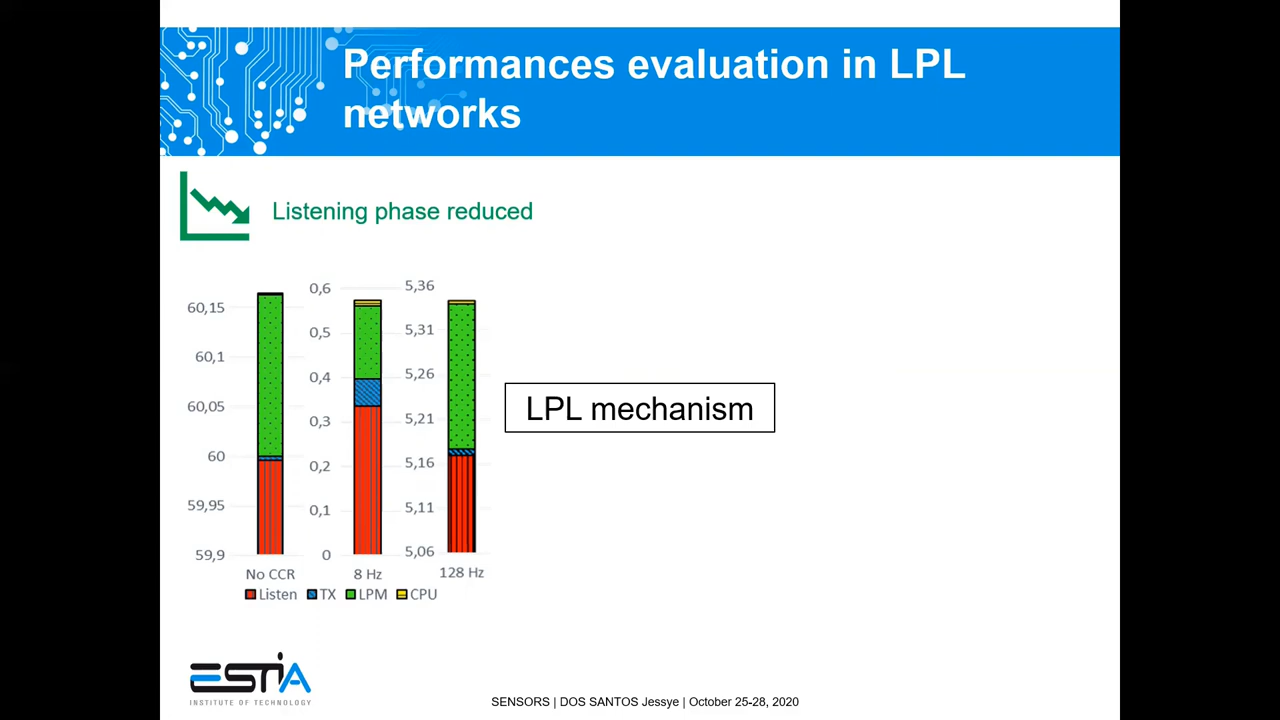 Performances evaluation in LPL
networks
Listening phase reduced
60,15
60,1
60,05
60
59,95
59,9
No CCR
0,6
0,5
0,4
0,3
0,2
0,1
0
8 Hz
5,36
5,31
5,26
5,21
5,16
5,11
5,06
128 Hz
Listen TX LPM CPU
LPL mechanism
ESTIA
INSTITUTE OF TECHNOLOGY
SENSORS | DOS SANTOS Jessye | October 25-28, 2020